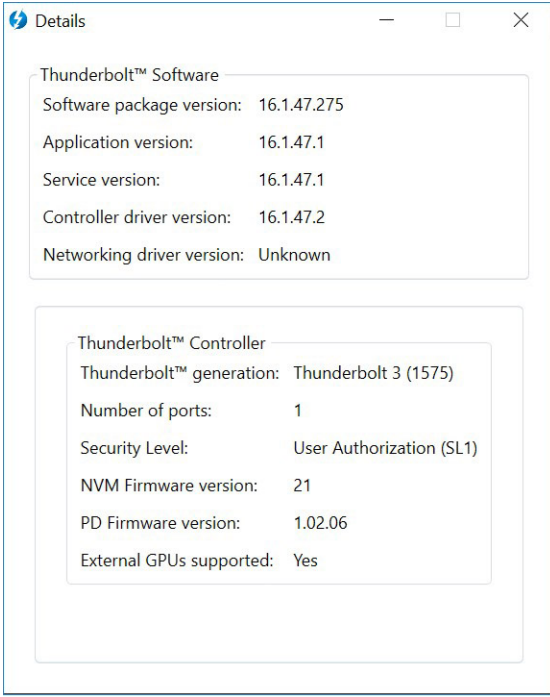 Details
Thunderbolt™ Software
Software package version: 16.1.47.275
Application version: 16.1.47.1
Service version: 16.1.47.1
Controller driver version: 16.1.47.2
Networking driver version: Unknown
Thunderbolt™ Controller
Thunderbolt™ generation: Thunderbolt 3 (1575)
Number of ports: 1
Security Level: User Authorization (SL1)
NVM Firmware version: 21
PD Firmware version: 1.02.06
External GPUs supported: Yes